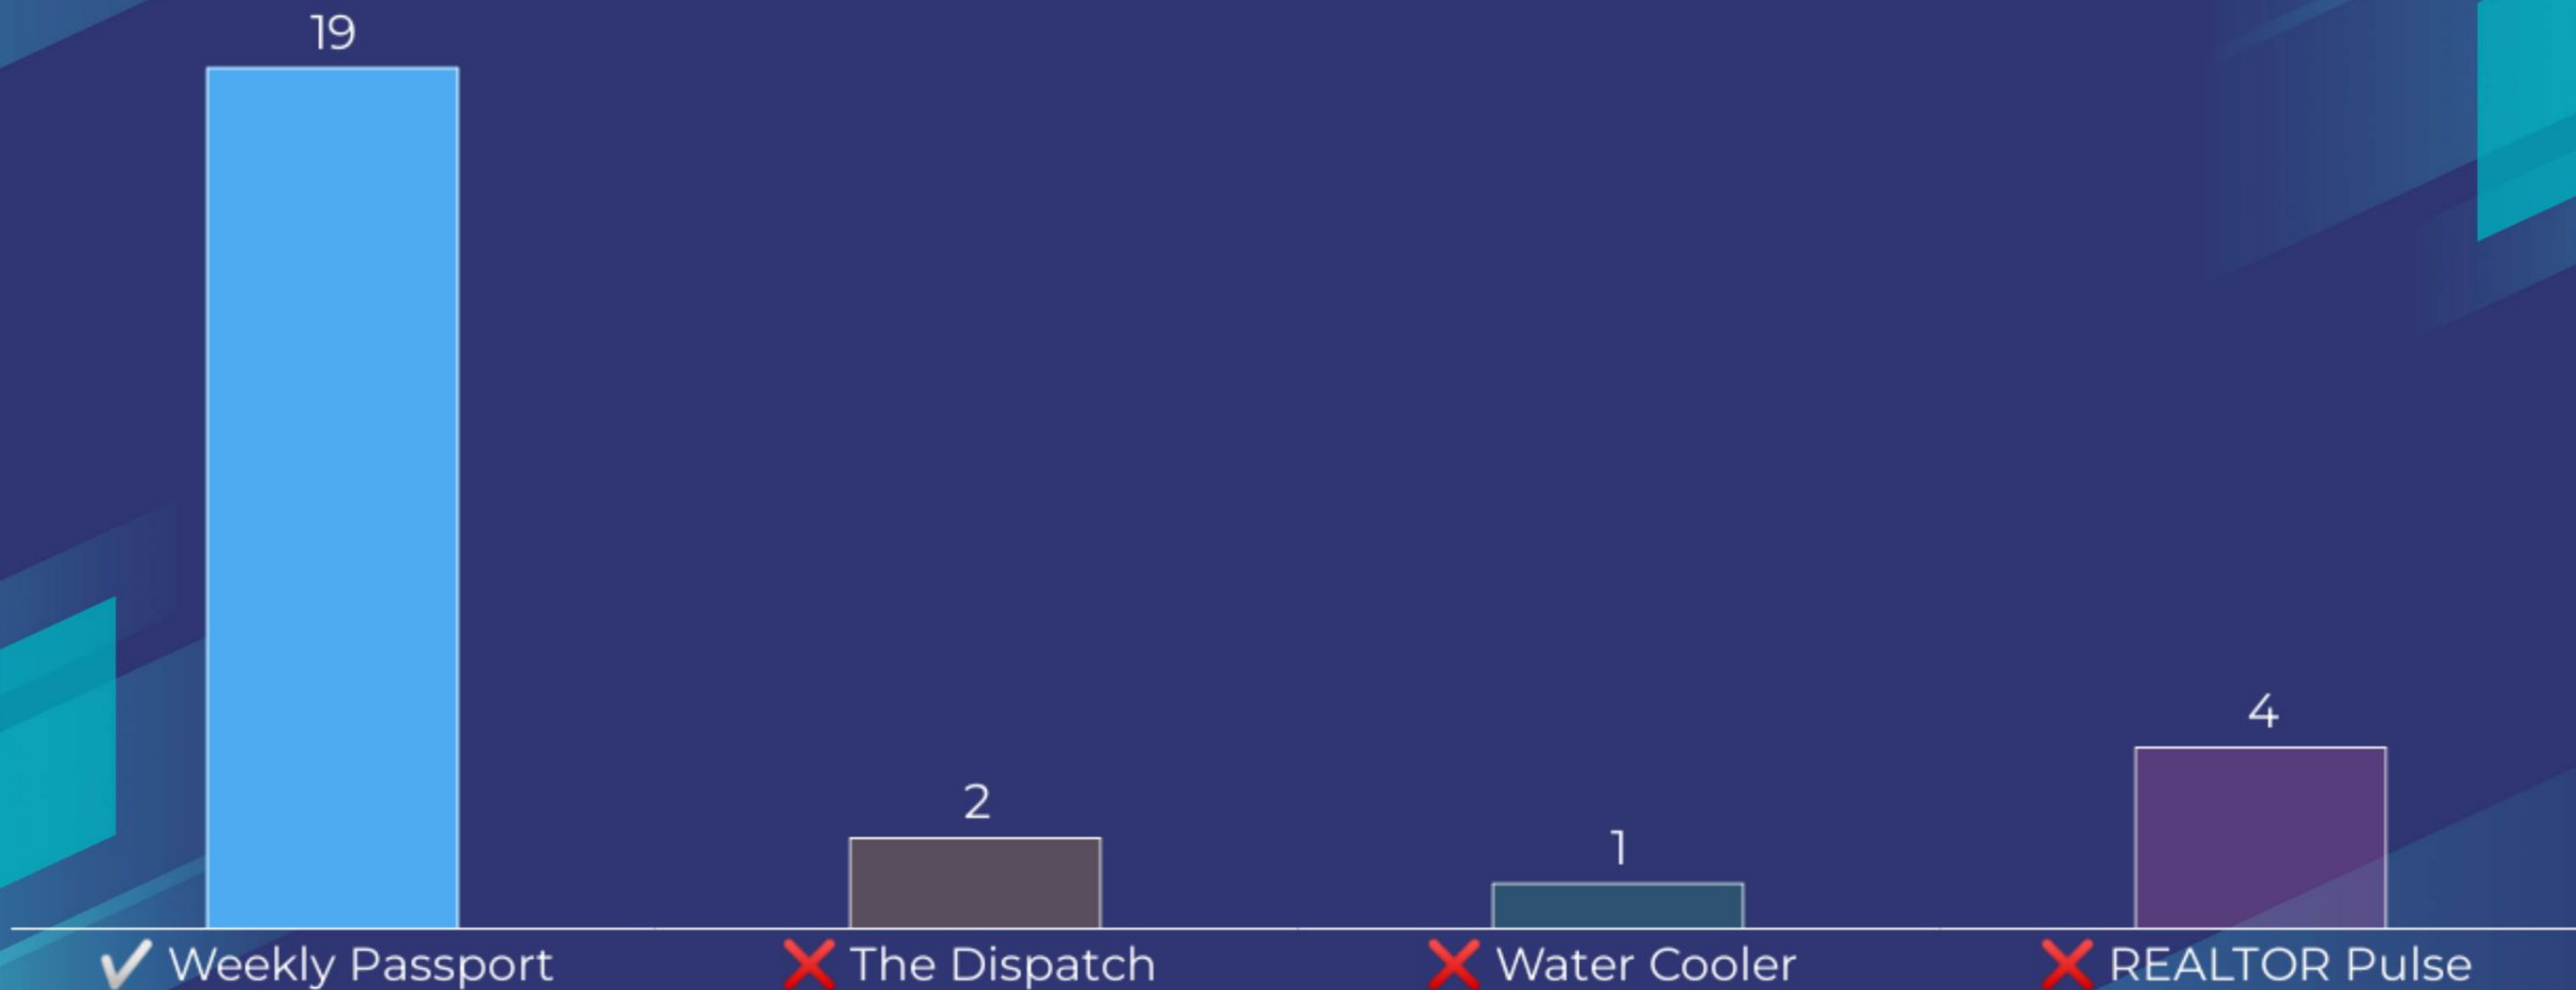 19
2
1
4
✔ Weekly Passport
❌ The Dispatch
❌ Water Cooler
❌ REALTOR Pulse